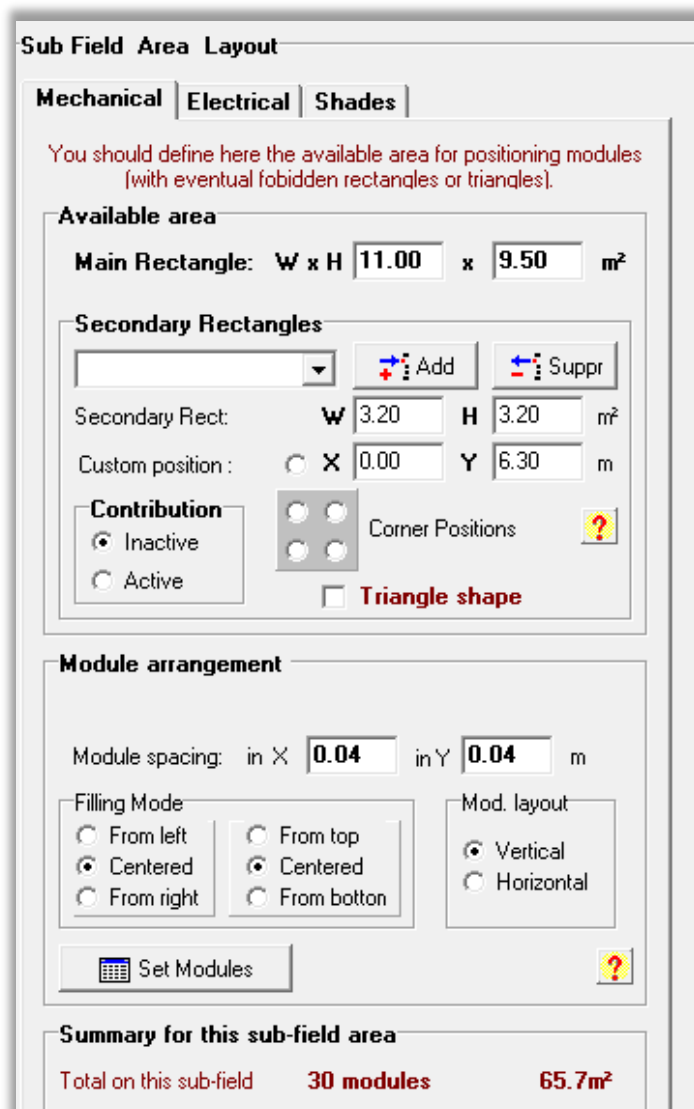 Sub Field Area Layout
Mechanical Electrical Shades
You should define here the available area for positioning modules
(with eventual fobidden rectangles or triangles).
Available area
Main Rectangle: W x H 11.00 x 9.50 m²
Secondary Rectangles
Add Suppr
Secondary Rect: W 3.20 H 3.20 m²
Custom position : X 0.00 Y 6.30 m
Contribution
Inactive
Active
Corner Positions ?
Triangle shape
Module arrangement
Module spacing: in X 0.04 in Y 0.04 m
Filling Mode
From left
Centered
From right
From top
Centered
From botton
Mod. layout
Vertical
Horizontal
Set Modules ?
Summary for this sub-field area
Total on this sub-field 30 modules 65.7m²